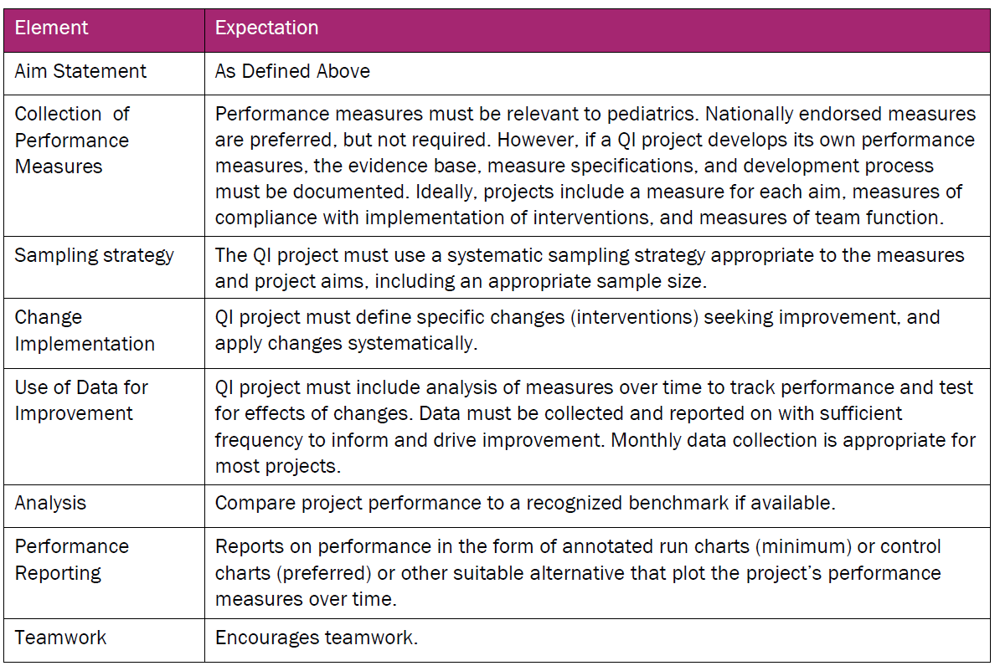 Element
Expectation
Aim Statement
As Defined Above
Collection of
Performance
Measures
Performance measures must be relevant to pediatrics. Nationally endorsed measures
are preferred, but not required. However, if a QI project develops its own performance
measures, the evidence base, measure specifications, and development process
must be documented. Ideally, projects include a measure for each aim, measures of
compliance with implementation of interventions, and measures of team function.
Sampling strategy
The QI project must use a systematic sampling strategy appropriate to the measures
and project aims, including an appropriate sample size.
Change
Implementation
QI project must define specific changes (interventions) seeking improvement, and
apply changes systematically.
Use of Data for
Improvement
QI project must include analysis of measures over time to track performance and test
for effects of changes. Data must be collected and reported on with sufficient
frequency to inform and drive improvement. Monthly data collection is appropriate for
most projects.
Analysis
Compare project performance to a recognized benchmark if available.
Performance
Reporting
Reports on performance in the form of annotated run charts (minimum) or control
charts (preferred) or other suitable alternative that plot the project’s performance
measures over time.
Teamwork
Encourages teamwork.